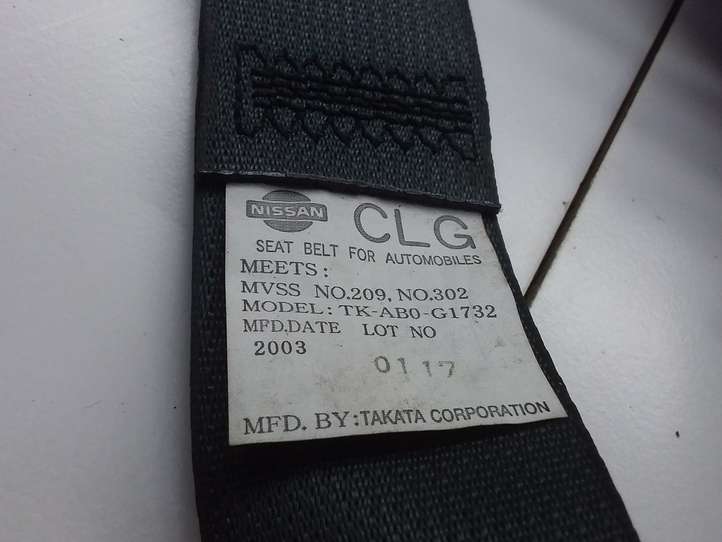 NISSAN CLG
SEAT BELT FOR AUTOMOBILES
MEETS:
MVSS NO.209, NO.302
MODEL: TK-AB0-G1732
MFD,DATE LOT NO
2003 0117
MFD. BY: TAKATA CORPORATION